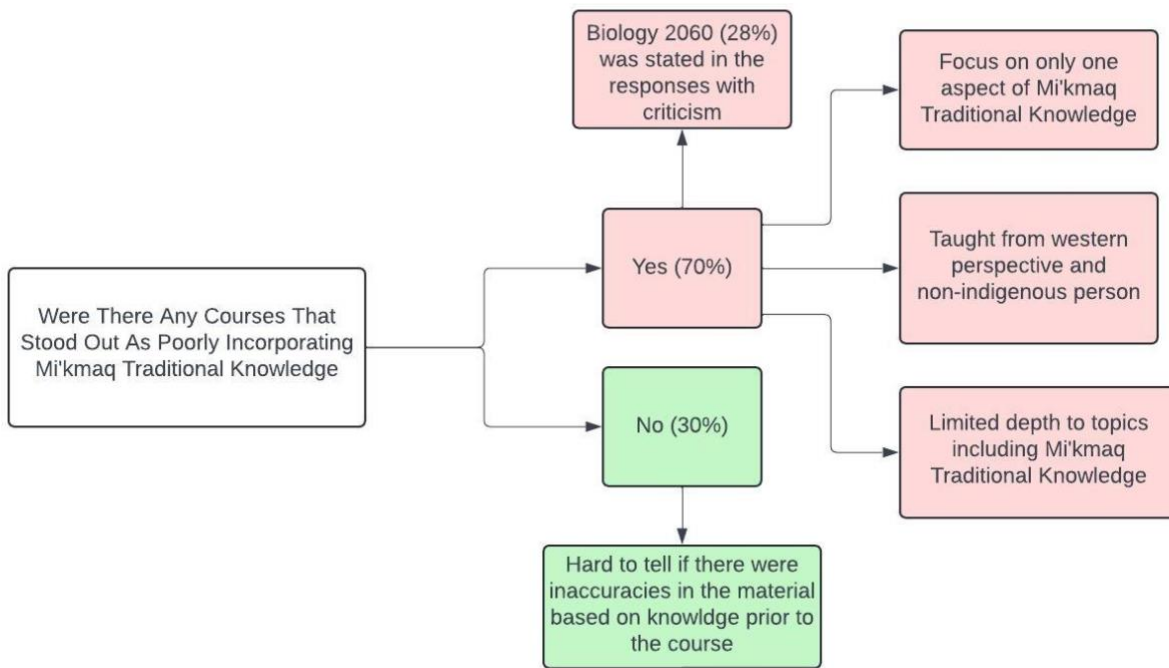 Were There Any Courses That
Stood Out As Poorly Incorporating
Mi'kmaq Traditional Knowledge
Biology 2060 (28%)
was stated in the
responses with
criticism
Yes (70%)
No (30%)
Hard to tell if there were
inaccuracies in the material
based on knowldge prior to
the course
Focus on only one
aspect of Mi'kmaq
Traditional Knowledge
Taught from western
perspective and
non-indigenous person
Limited depth to topics
including Mi'kmaq
Traditional Knowledge